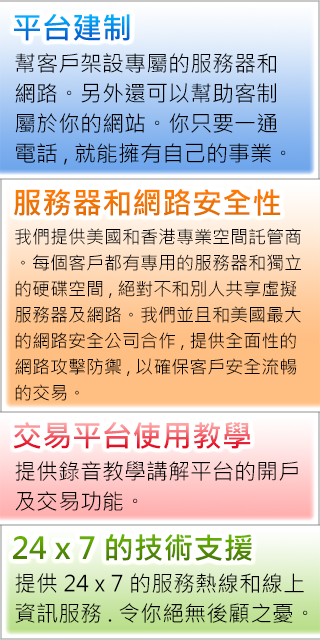 平台建制
幫客戶架設專屬的服務器和
網路。另外還可以幫助客制
屬於你的網站。你只要一通
電話 , 就能擁有自己的事業。
服務器和網路安全性
我們提供美國和香港專業空間託管商
。每個客戶都有專用的服務器和獨立
的硬碟空間 , 絕對不和別人共享虛擬
服務器及網路。我們並且和美國最大
的網路安全公司合作 , 提供全面性的
網路攻擊防禦 , 以確保客戶安全流暢
的交易。
交易平台使用教學
提供錄音教學講解平台的開戶
及交易功能。
24 x 7 的技術支援
提供 24 x 7 的服務熱線和線上
資訊服務 . 令你絕無後顧之憂。